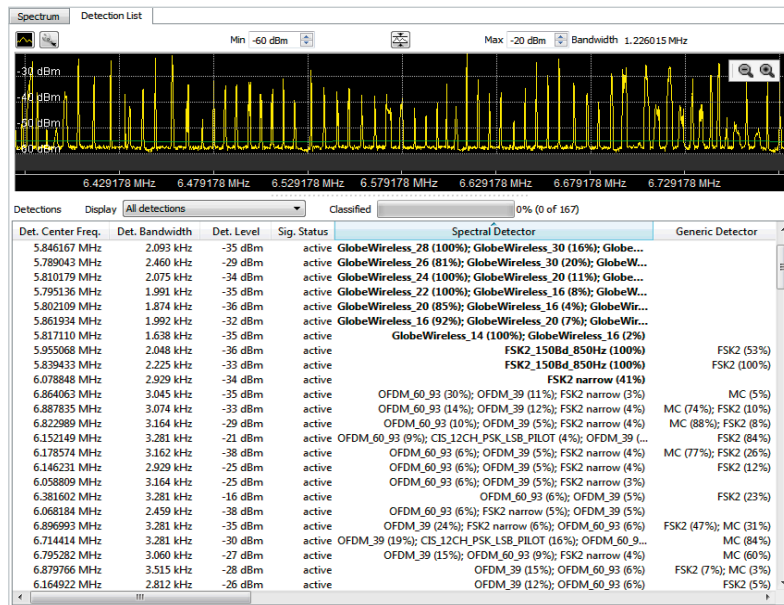 Spectrum Detection List
Min -60 dBm Max -20 dBm Bandwidth 1.226015 MHz
-30 dBm
-40 dBm
-50 dBm
-60 dBm
6.429178 MHz 6.479178 MHz 6.529178 MHz 6.579178 MHz 6.629178 MHz 6.679178 MHz 6.729178 MHz
Detections Display All detections Classified 0% (0 of 167)
Det. Center Freq. Det. Bandwidth Det. Level Sig. Status Spectral Detector Generic Detector
5.846167 MHz 2.093 kHz -35 dBm active GlobeWireless_28 (100%); GlobeWireless_30 (16%); Globe...
5.789043 MHz 2.460 kHz -29 dBm active GlobeWireless_26 (81%); GlobeWireless_30 (20%); GlobeW...
5.810179 MHz 2.075 kHz -34 dBm active GlobeWireless_24 (100%); GlobeWireless_20 (11%); Globe...
5.795136 MHz 1.991 kHz -35 dBm active GlobeWireless_22 (100%); GlobeWireless_16 (8%); GlobeW...
5.802109 MHz 1.874 kHz -36 dBm active GlobeWireless_20 (85%); GlobeWireless_16 (4%); GlobeWir...
5.861934 MHz 1.992 kHz -32 dBm active GlobeWireless_16 (92%); GlobeWireless_20 (7%); GlobeWir...
5.817110 MHz 1.638 kHz -35 dBm active GlobeWireless_14 (100%); GlobeWireless_16 (2%)
5.955068 MHz 2.048 kHz -36 dBm active FSK2_150Bd_850Hz (100%) FSK2 (53%)
5.839433 MHz 2.225 kHz -33 dBm active FSK2_150Bd_850Hz (100%) FSK2 (100%)
6.078848 MHz 2.929 kHz -34 dBm active FSK2 narrow (41%)
6.864063 MHz 3.045 kHz -35 dBm active OFDM_60_93 (30%); OFDM_39 (11%); FSK2 narrow (3%) MC (5%)
6.887835 MHz 3.074 kHz -33 dBm active OFDM_60_93 (14%); OFDM_39 (12%); FSK2 narrow (4%) MC (74%); FSK2 (10%)
6.822989 MHz 3.164 kHz -29 dBm active OFDM_60_93 (10%); OFDM_39 (5%); FSK2 narrow (4%) MC (88%); FSK2 (8%)
6.152149 MHz 3.281 kHz -21 dBm active OFDM_60_93 (9%); CIS_12CH_PSK_LSB_PILOT (4%); OFDM_39 (... FSK2 (84%)
6.178574 MHz 3.162 kHz -38 dBm active OFDM_60_93 (6%); OFDM_39 (5%); FSK2 narrow (4%) MC (77%); FSK2 (26%)
6.146231 MHz 2.929 kHz -25 dBm active OFDM_60_93 (6%); OFDM_39 (5%); FSK2 narrow (4%) FSK2 (12%)
6.058809 MHz 3.164 kHz -25 dBm active OFDM_60_93 (6%); OFDM_39 (5%); FSK2 narrow (3%)
6.381602 MHz 3.281 kHz -16 dBm active OFDM_60_93 (6%); OFDM_39 (5%) FSK2 (23%)
6.068184 MHz 2.459 kHz -38 dBm active OFDM_60_93 (6%); FSK2 narrow (5%); OFDM_39 (5%)
6.896993 MHz 3.281 kHz -35 dBm active OFDM_39 (24%); FSK2 narrow (6%); OFDM_60_93 (6%) FSK2 (47%); MC (31%)
6.714414 MHz 3.281 kHz -30 dBm active OFDM_39 (19%); CIS_12CH_PSK_LSB_PILOT (16%); OFDM_60_9... MC (84%)
6.795282 MHz 3.060 kHz -27 dBm active OFDM_39 (15%); OFDM_60_93 (9%); FSK2 narrow (4%) MC (60%)
6.879766 MHz 3.515 kHz -28 dBm active OFDM_39 (15%); OFDM_60_93 (6%) FSK2 (7%); MC (3%)
6.164922 MHz 2.812 kHz -26 dBm active OFDM_39 (12%); OFDM_60_93 (6%) FSK2 (5%)